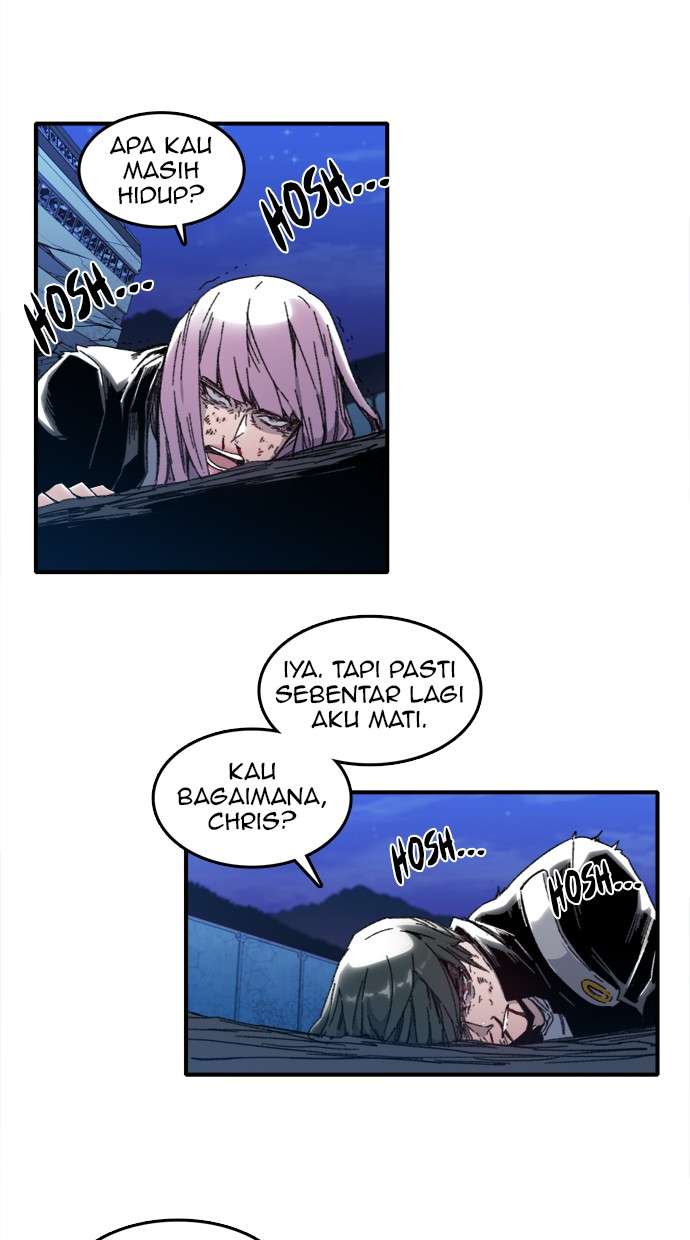 APA KAU
MASIH
HIDUP?
HOSH...
HOSH...
IYA. TAPI PASTI
SEBENTAR LAGI
AKU MATI.
KAU
BAGAIMANA,
CHRIS?
HOSH...
HOSH...